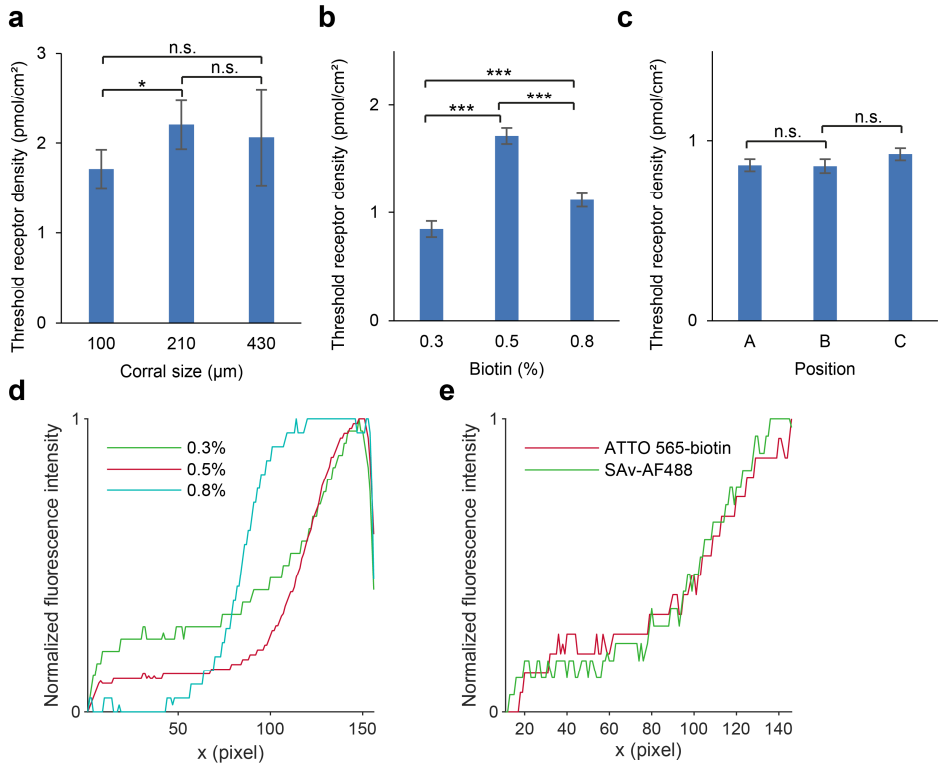 a
Threshold receptor density (pmol/cm²)
3
2
1
0
n.s.
n.s.
*
100 210 430
Corral size (µm)
b
Threshold receptor density (pmol/cm²)
2
1
0
***
***
***
0.3 0.5 0.8
Biotin (%)
c
Threshold receptor density (pmol/cm²)
1
0
n.s.
n.s.
A B C
Position
d
Normalized fluorescence intensity
1
0
0.3%
0.5%
0.8%
50 100 150
x (pixel)
e
Normalized fluorescence intensity
1
0
ATTO 565-biotin
SAv-AF488
20 40 60 80 100 120 140
x (pixel)